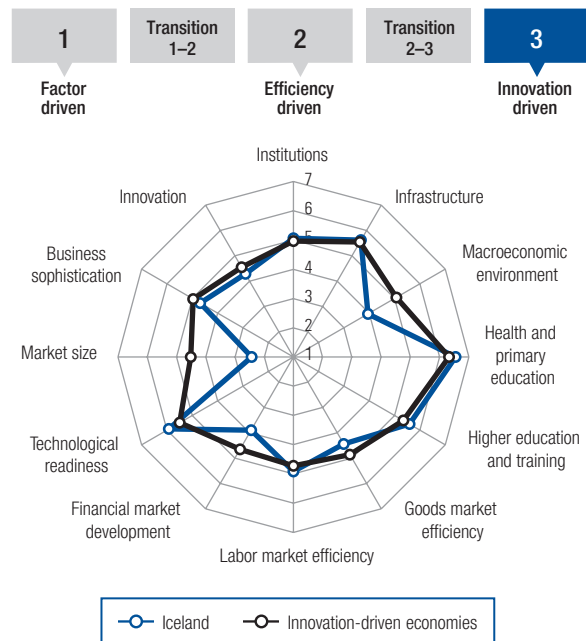 1
Transition
1–2
2
Transition
2–3
3
Factor
driven
Efficiency
driven
Innovation
driven
Institutions
Infrastructure
Macroeconomic
environment
Health and
primary
education
Higher education
and training
Goods market
efficiency
Labor market efficiency
Financial market
development
Technological
readiness
Market size
Business
sophistication
Innovation
7
6
5
4
3
2
1
Iceland
Innovation-driven economies